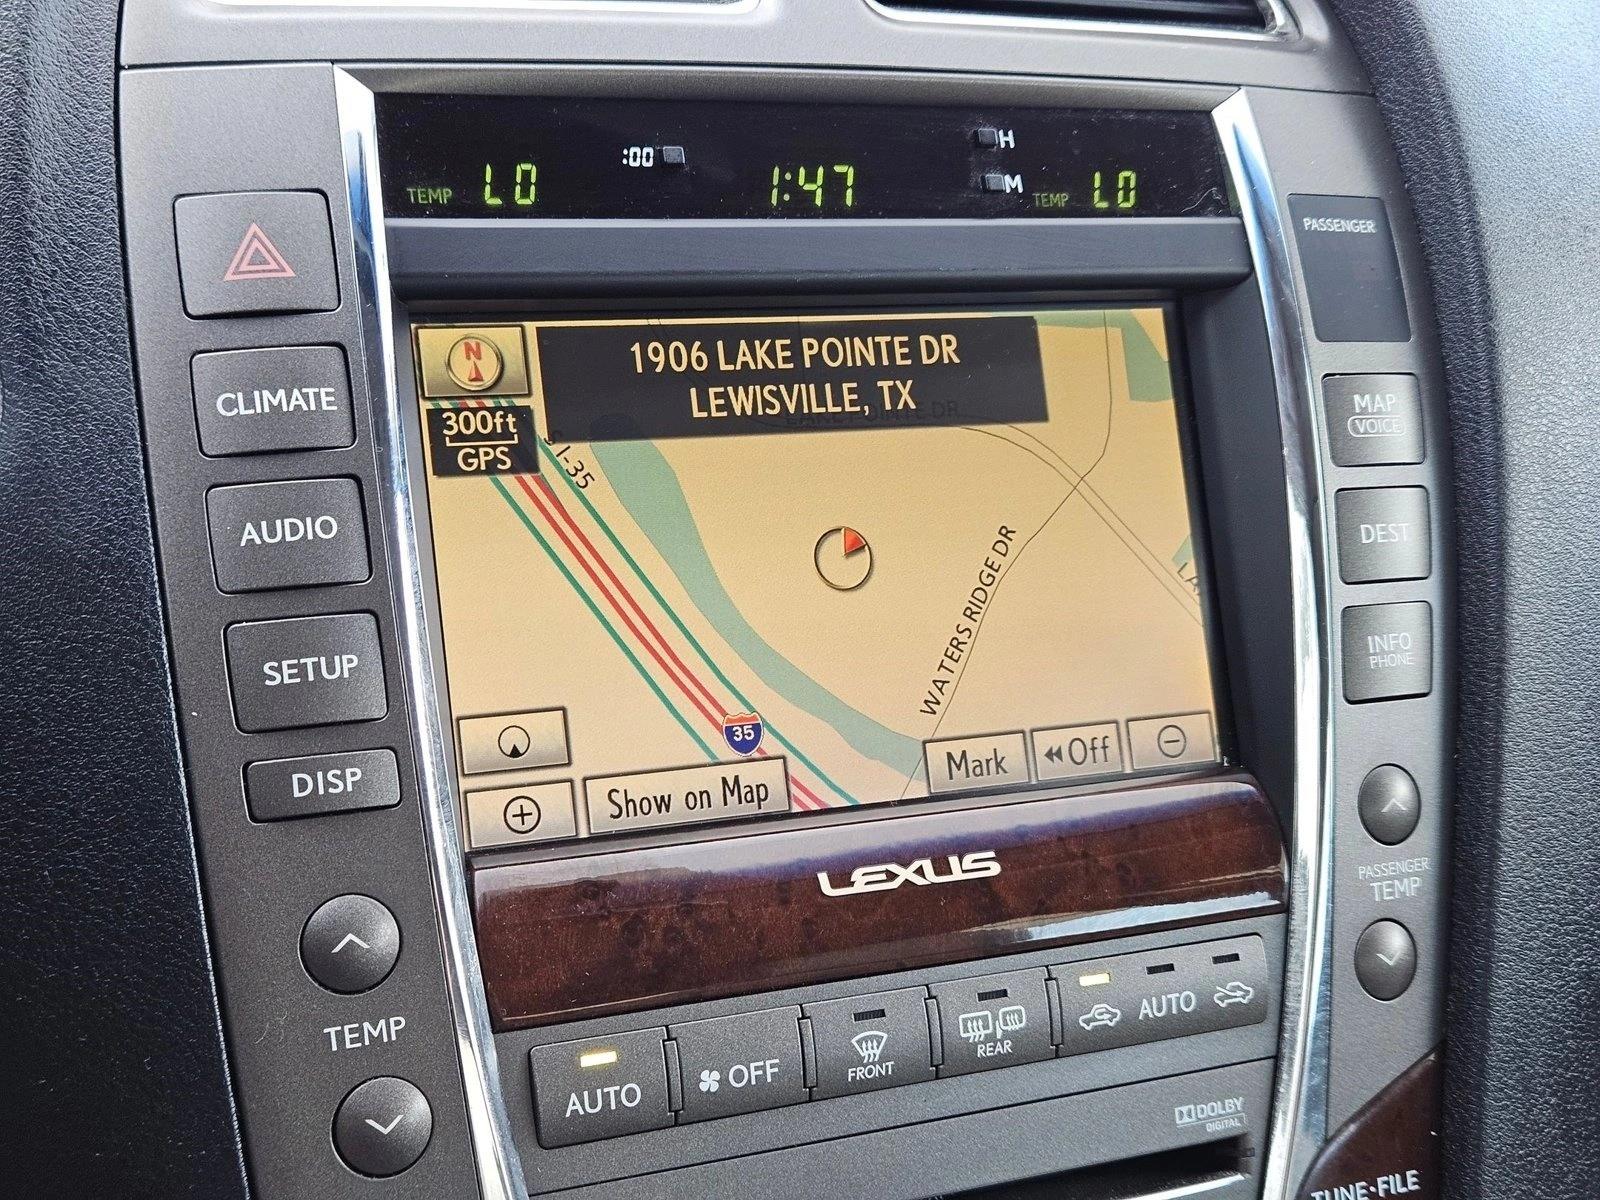 :00
H
TEMP LO
1:47
M
TEMP LO
PASSENGER
N
1906 LAKE POINTE DR
LEWISVILLE, TX
300ft
GPS
S I-35
CLIMATE
MAP
VOICE
AUDIO
DEST
WATERS RIDGE DR
SETUP
INFO
PHONE
35
DISP
Mark
Off
Show on Map
LEXUS
PASSENGER
TEMP
TEMP
AUTO
OFF
FRONT
REAR
AUTO
DOLBY
DIGITAL
TUNE·FILE